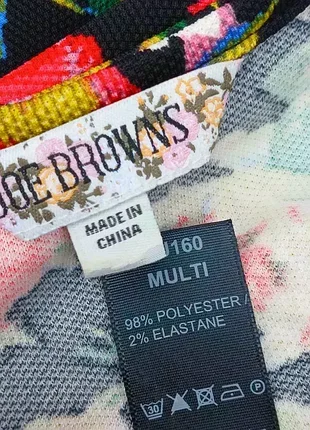 JOE BROWNS
MADE IN
CHINA
160
MULTI
98% POLYESTER/
2% ELASTANE
30
P